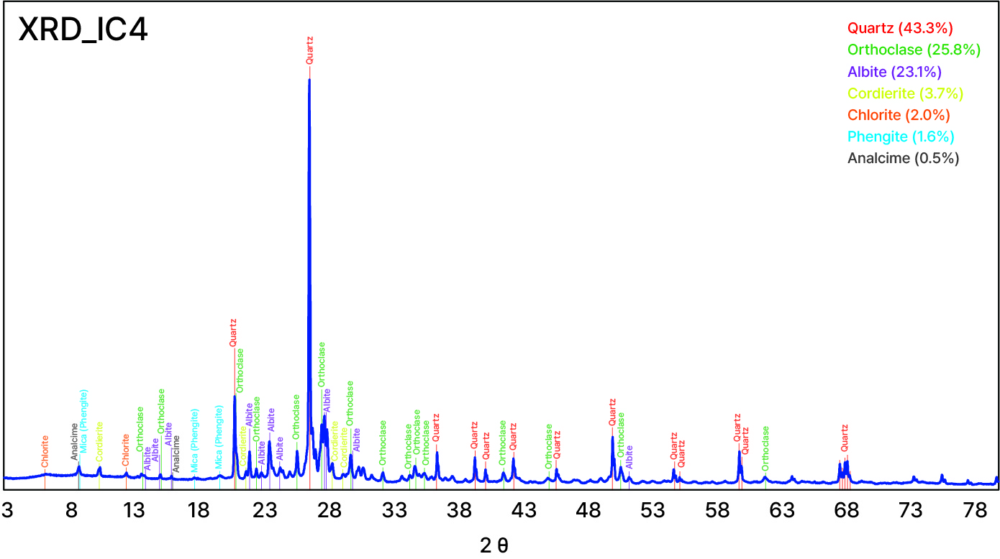 XRD_IC4
Quartz (43.3%)
Orthoclase (25.8%)
Albite (23.1%)
Cordierite (3.7%)
Chlorite (2.0%)
Phengite (1.6%)
Analcime (0.5%)
Chlorite
Analcime
Mica (Phengite)
Cordierite
Chlorite
Orthoclase
Albite
Albite
Orthoclase
Albite
Analcime
Mica (Phengite)
Mica (Phengite)
Quartz
Orthoclase
Cordierite
Albite
Orthoclase
Albite
Albite
Albite
Orthoclase
Quartz
Orthoclase
Albite
Cordierite
Cordierite
Orthoclase
Albite
Orthoclase
Orthoclase
Orthoclase
Orthoclase
Quartz
Quartz
Quartz
Orthoclase
Quartz
Orthoclase
Quartz
Quartz
Orthoclase
Albite
Quartz
Quartz
Quartz
Quartz
Orthoclase
Quartz
3 8 13 18 23 28 33 38 43 48 53 58 63 68 73 78
2 θ